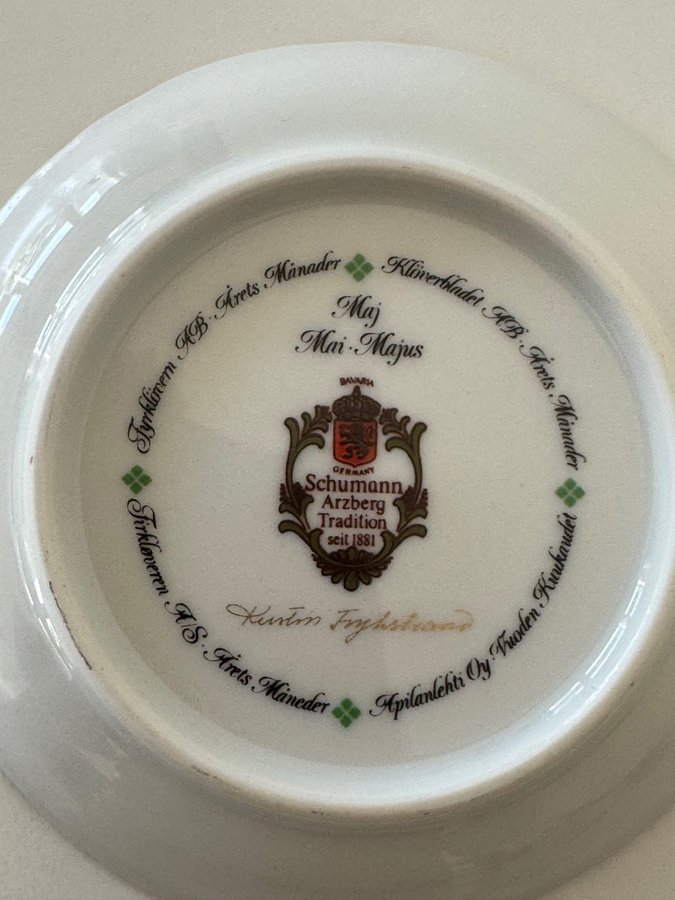 Fyrklövern AB · Årets Månader
Klöverbladet AB · Årets Månader
Apilanlehti Oy · Vuoden Kuukaudet
Firkløveren A/S · Årets Måneder
Maj
Mai · Majus
BAVARIA
GERMANY
Schumann
Arzberg
Tradition
seit 1881